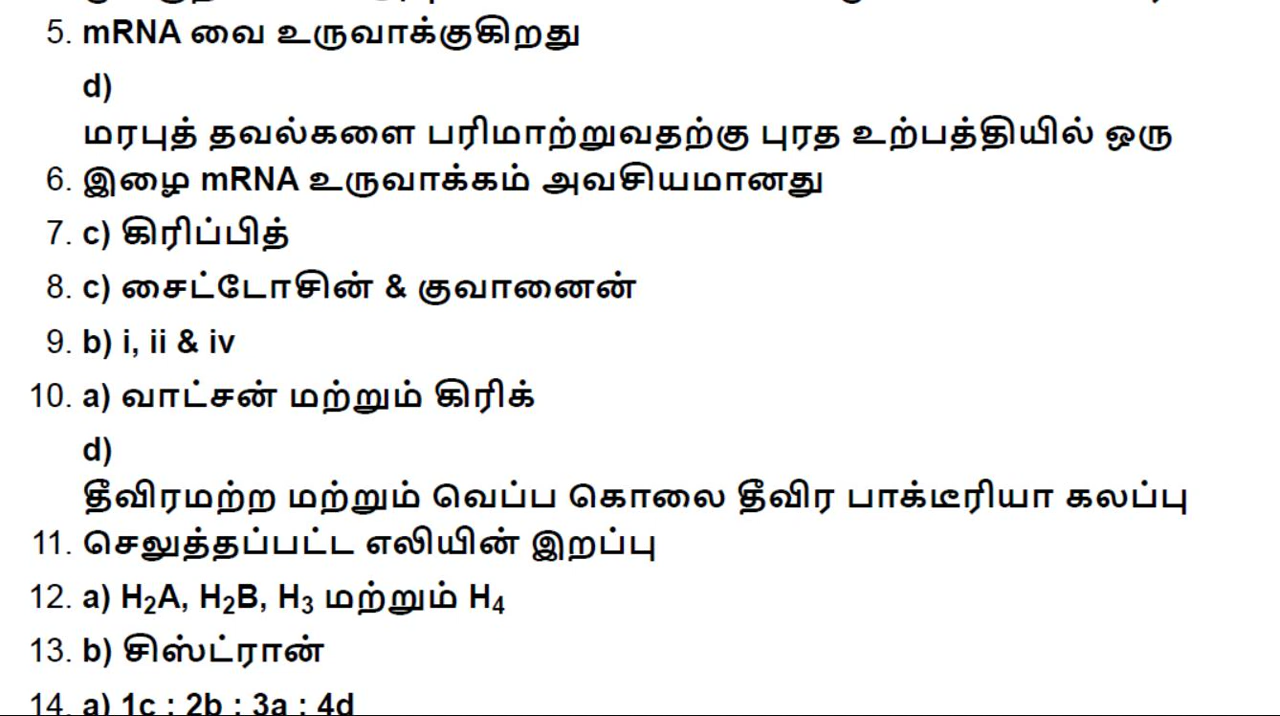 5. mRNA வை உருவாக்குகிறது
d)
மரபுத் தவல்களை பரிமாற்றுவதற்கு புரத உற்பத்தியில் ஒரு
6. இழை mRNA உருவாக்கம் அவசியமானது
7. c) கிரிப்பித்
8. c) சைட்டோசின் & குவானைன்
9. b) i, ii & iv
10. a) வாட்சன் மற்றும் கிரிக்
d)
தீவிரமற்ற மற்றும் வெப்ப கொலை தீவிர பாக்டீரியா கலப்பு
11. செலுத்தப்பட்ட எலியின் இறப்பு
12. a) H₂A, H₂B, H₃ மற்றும் H₄
13. b) சிஸ்ட்ரான்
14. a) 1c : 2b : 3a : 4d